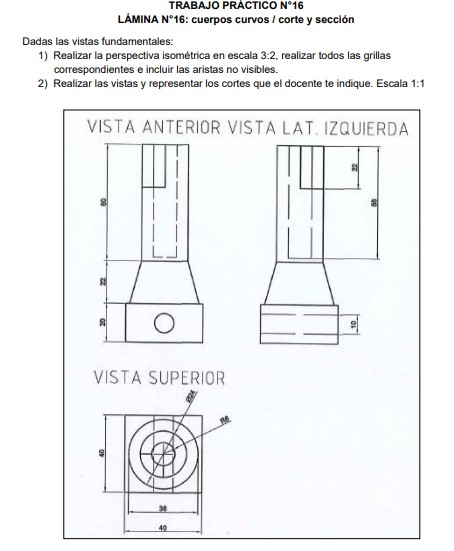 TRABAJO PRÁCTICO N°16
LÁMINA N°16: cuerpos curvos / corte y sección
Dadas las vistas fundamentales:
1) Realizar la perspectiva isométrica en escala 3:2, realizar todos las grillas
correspondientes e incluir las aristas no visibles.
2) Realizar las vistas y representar los cortes que el docente te indique. Escala 1:1
VISTA ANTERIOR VISTA LAT. IZQUIERDA
60
22
20
22
58
10
VISTA SUPERIOR
Ø24
R6
40
36
40